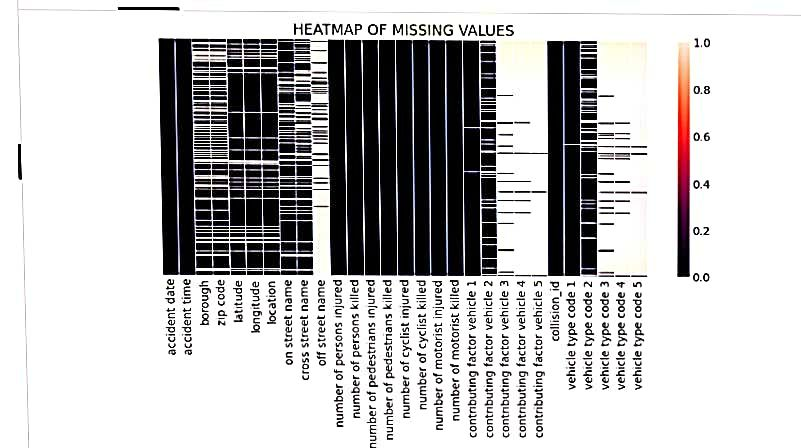 HEATMAP OF MISSING VALUES
1.0
0.8
0.6
0.4
0.2
0.0
accident date
accident time
borough
zip code
latitude
longitude
location
on street name
cross street name
off street name
number of persons injured
number of persons killed
number of pedestrians injured
number of pedestrians killed
number of cyclist injured
number of cyclist killed
number of motorist injured
number of motorist killed
contributing factor vehicle 1
contributing factor vehicle 2
contributing factor vehicle 3
contributing factor vehicle 4
contributing factor vehicle 5
collision_id
vehicle type code 1
vehicle type code 2
vehicle type code 3
vehicle type code 4
vehicle type code 5